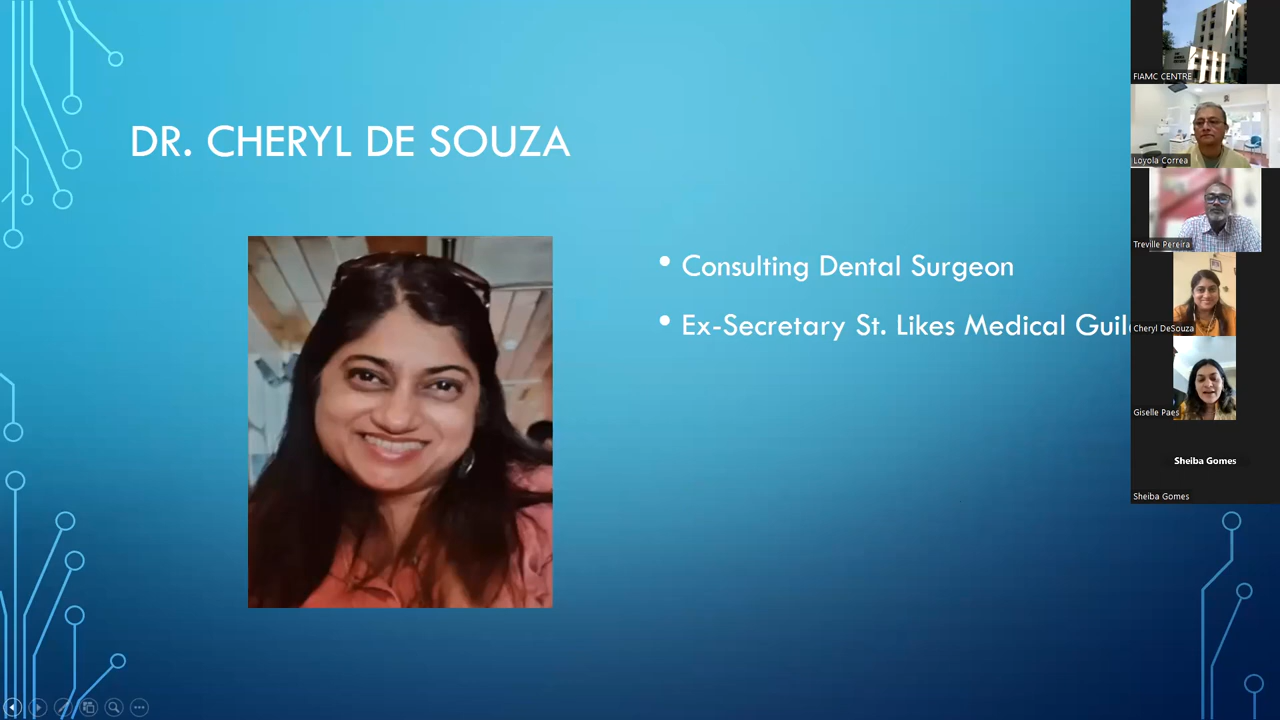 DR. CHERYL DE SOUZA
• Consulting Dental Surgeon
• Ex-Secretary St. Likes Medical Guil
FIAMC CENTRE
Loyola Correa
Treville Pereira
Cheryl DeSouza
Giselle Paes
Sheiba Gomes
Sheiba Gomes